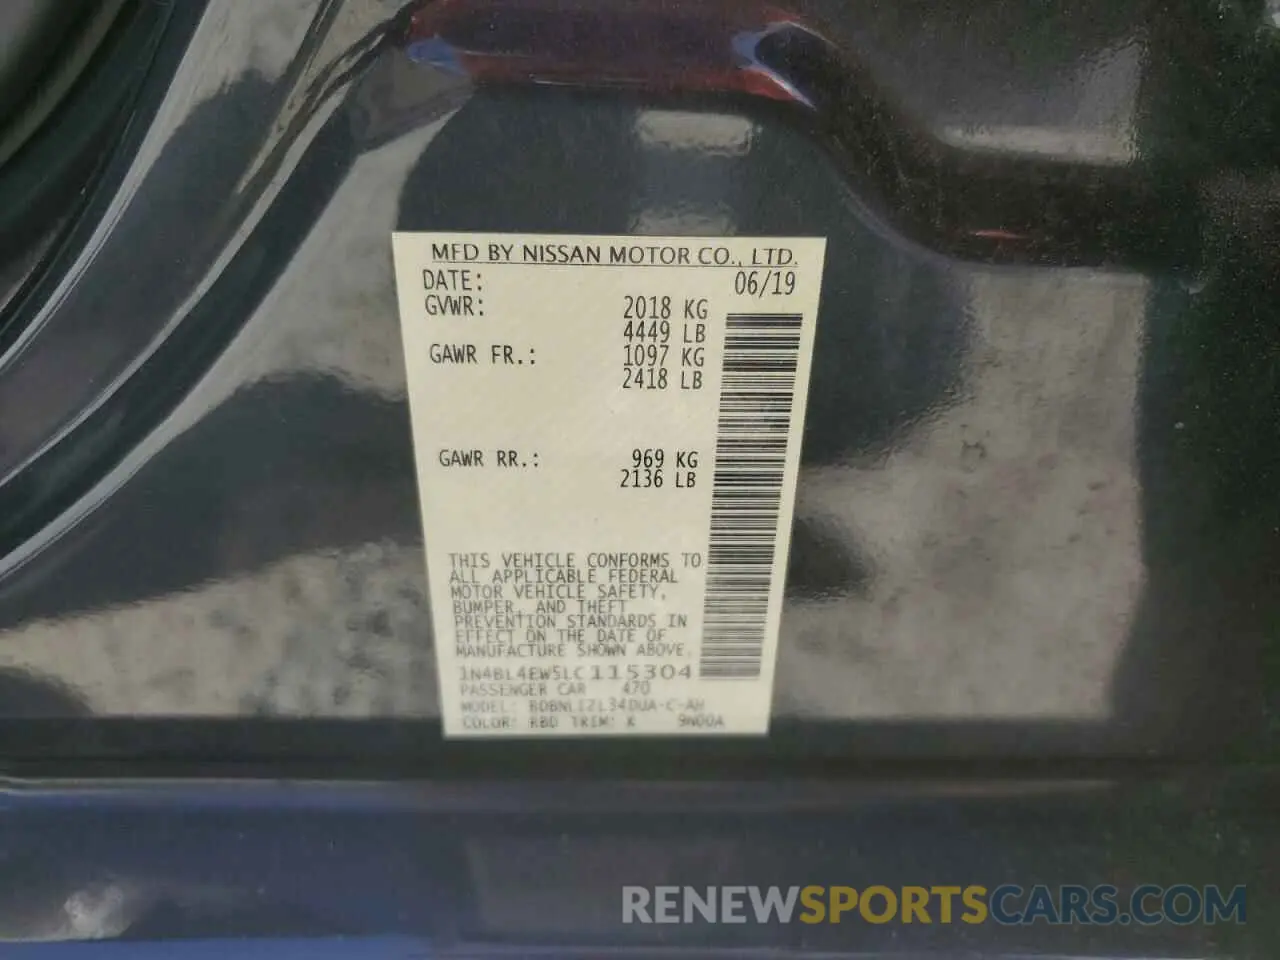 MFD BY NISSAN MOTOR CO., LTD.
DATE: 06/19
GVWR: 2018 KG
4449 LB
GAWR FR.: 1097 KG
2418 LB
GAWR RR.: 969 KG
2136 LB
THIS VEHICLE CONFORMS TO
ALL APPLICABLE FEDERAL
MOTOR VEHICLE SAFETY,
BUMPER, AND THEFT
PREVENTION STANDARDS IN
EFFECT ON THE DATE OF
MANUFACTURE SHOWN ABOVE.
1N4BL4EW5LC115304
PASSENGER CAR 470
MODEL:
COLOR: RBD TRIM: K 9N00A
RENEWSPORTSCARS.COM